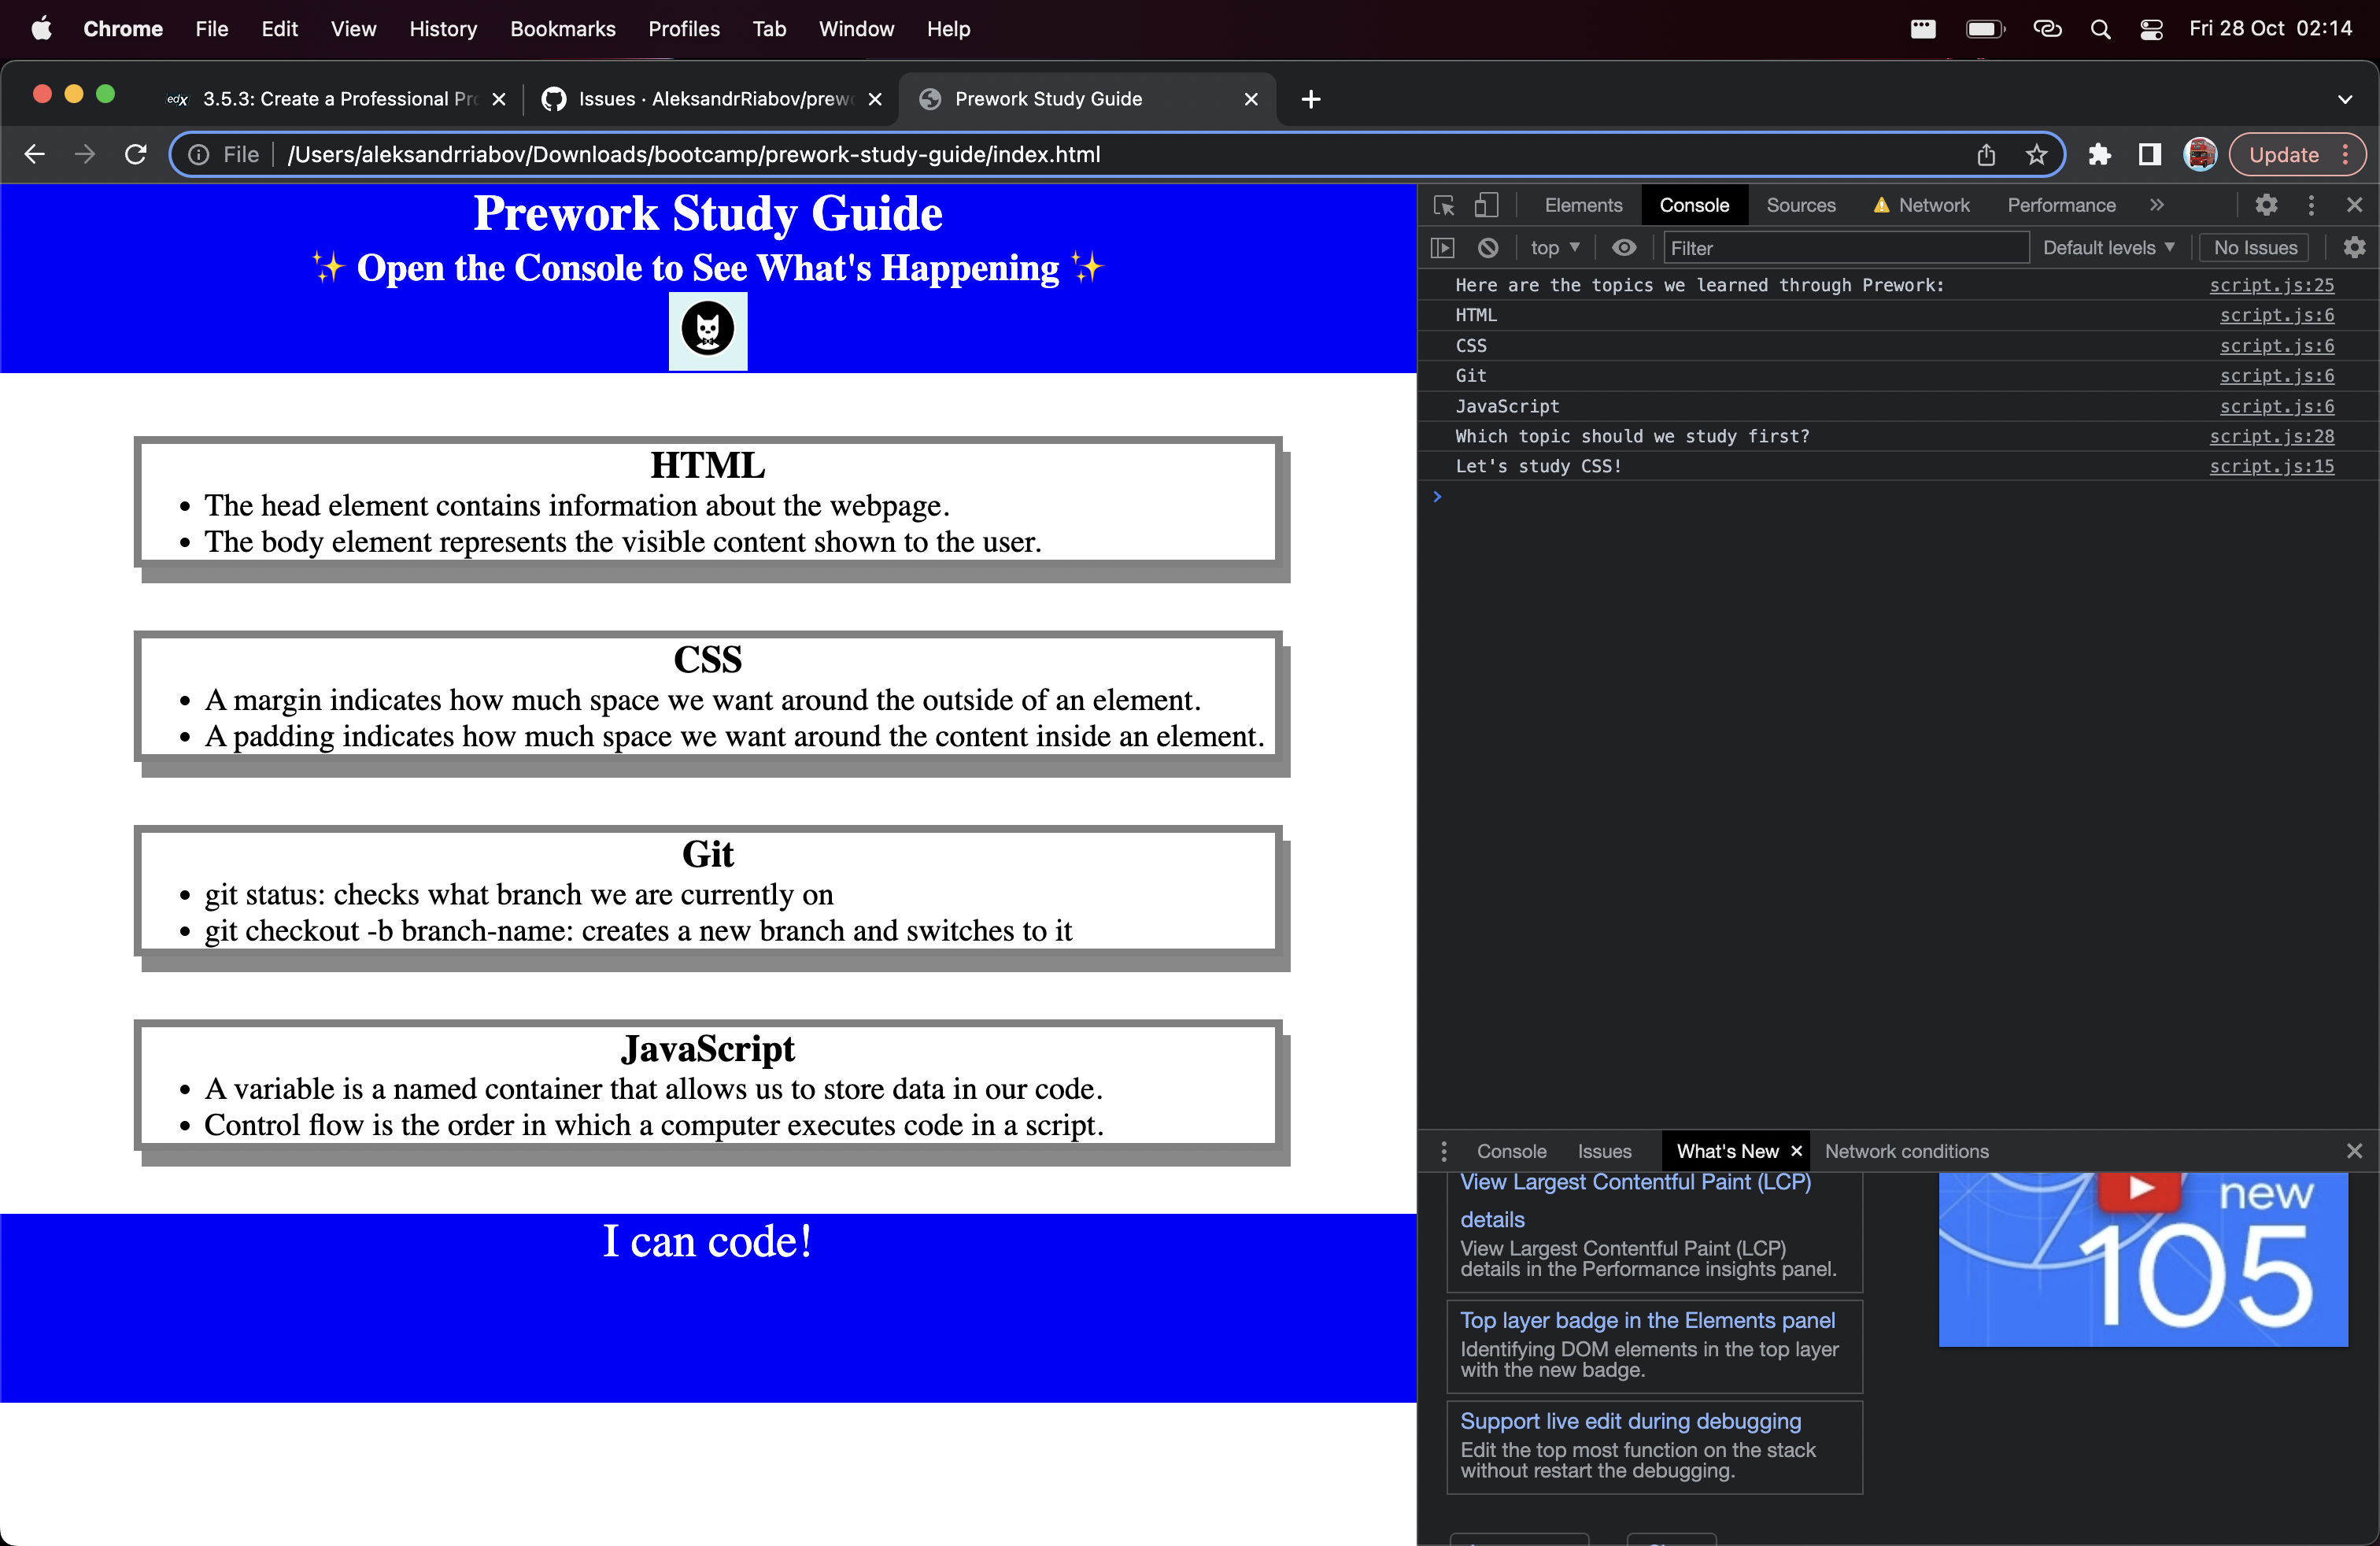 Chrome File Edit View History Bookmarks Profiles Tab Window Help Fri 28 Oct 02:14
edX 3.5.3: Create a Professional Pro Issues · AleksandrRiabov/prewo Prework Study Guide
File /Users/aleksandrriabov/Downloads/bootcamp/prework-study-guide/index.html Update
Prework Study Guide
✨ Open the Console to See What's Happening ✨
HTML
• The head element contains information about the webpage.
• The body element represents the visible content shown to the user.
CSS
• A margin indicates how much space we want around the outside of an element.
• A padding indicates how much space we want around the content inside an element.
Git
• git status: checks what branch we are currently on
• git checkout -b branch-name: creates a new branch and switches to it
JavaScript
• A variable is a named container that allows us to store data in our code.
• Control flow is the order in which a computer executes code in a script.
I can code!
Elements Console Sources Network Performance
top Filter Default levels No Issues
Here are the topics we learned through Prework: script.js:25
HTML script.js:6
CSS script.js:6
Git script.js:6
JavaScript script.js:6
Which topic should we study first? script.js:28
Let's study CSS! script.js:15
Console Issues What's New Network conditions
View Largest Contentful Paint (LCP)
details
View Largest Contentful Paint (LCP)
details in the Performance insights panel.
Top layer badge in the Elements panel
Identifying DOM elements in the top layer
with the new badge.
Support live edit during debugging
Edit the top most function on the stack
without restart the debugging.
new
105